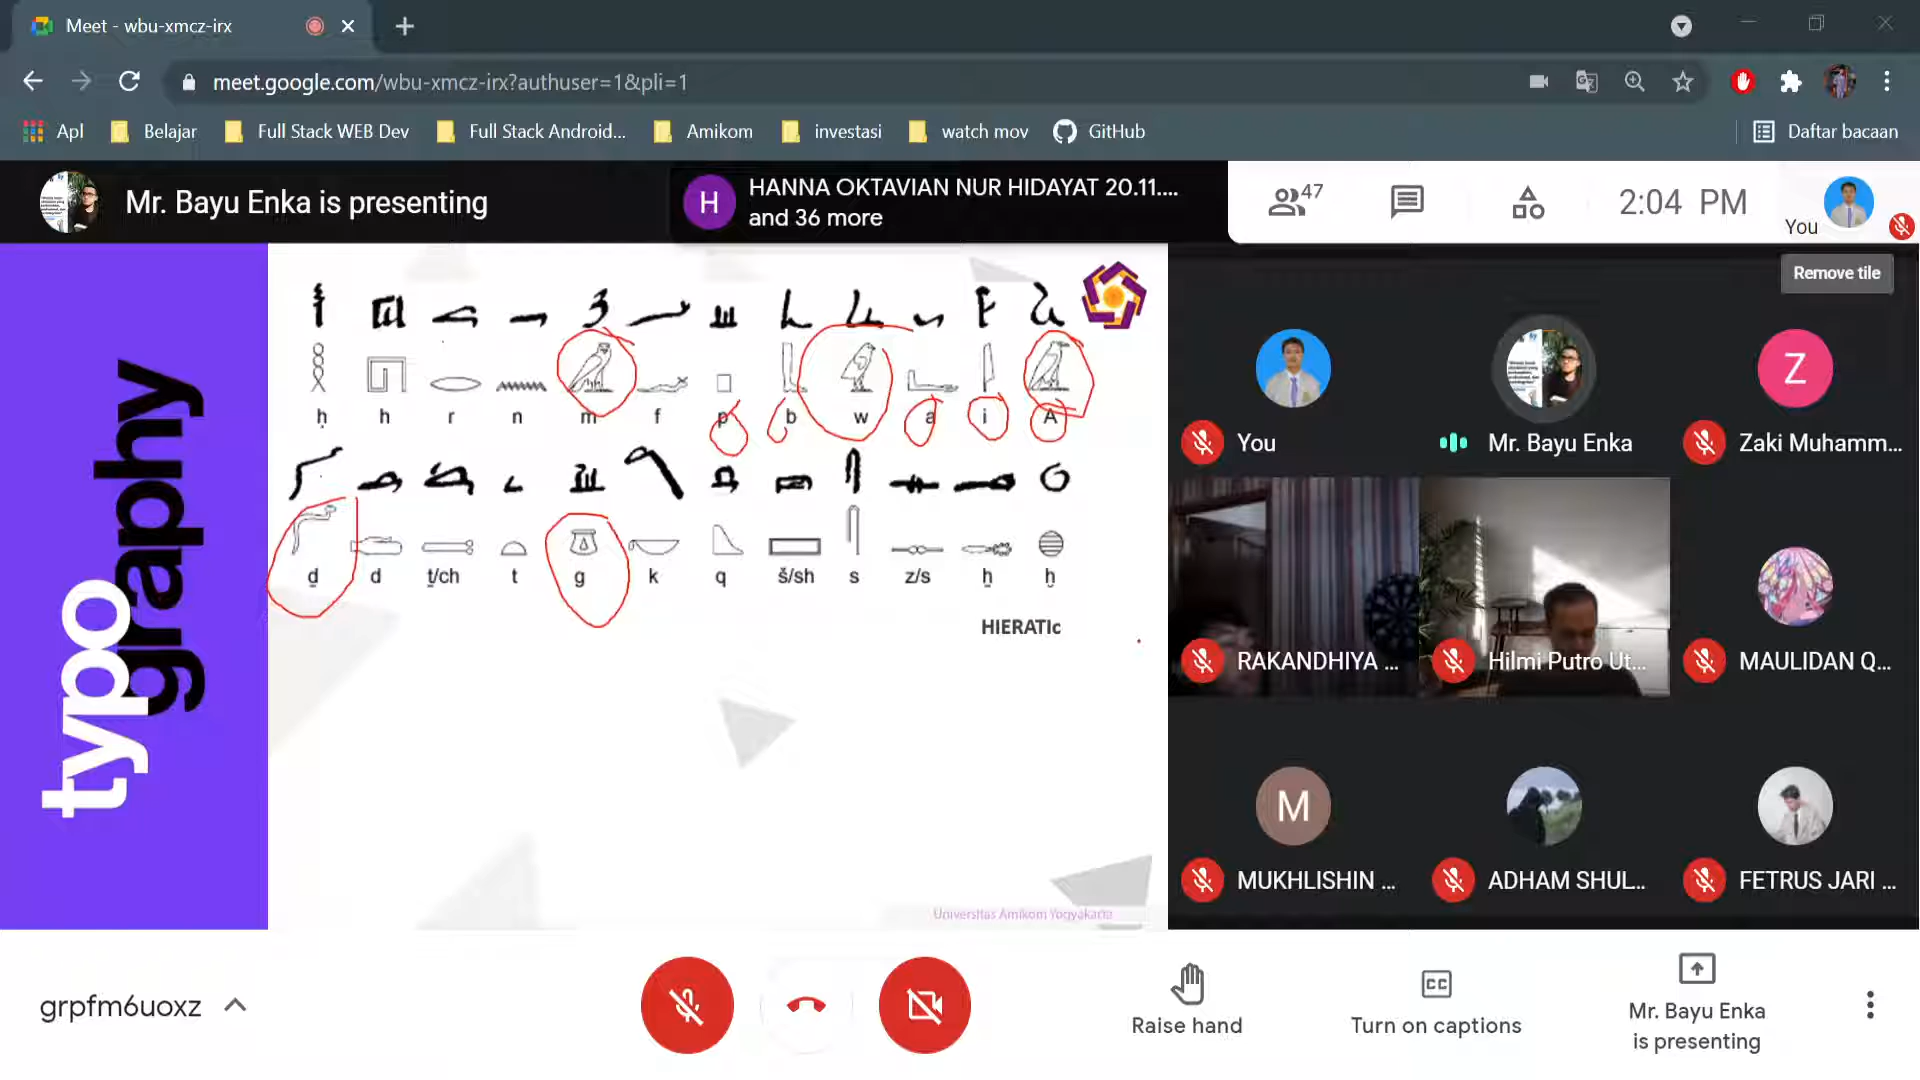 Meet - wbu-xmcz-irx
meet.google.com/wbu-xmcz-irx?authuser=1&pli=1
Apl Belajar Full Stack WEB Dev Full Stack Android... Amikom investasi watch mov GitHub Daftar bacaan
Mr. Bayu Enka is presenting
H
HANNA OKTAVIAN NUR HIDAYAT 20.11....
and 36 more
47
2:04 PM
You
Remove tile
typo
graphy
ḥ h r n m f p b w a i A
ḏ d ṯ/ch t g k q š/sh s z/s ẖ ḫ
HIERATIc
Universitas Amikom Yogyakarta
You
Mr. Bayu Enka
Z
Zaki Muhamm...
RAKANDHIYA ...
Hilmi Putro Ut...
MAULIDAN Q...
M
MUKHLISHIN ...
ADHAM SHUL...
FETRUS JARI ...
grpfm6uoxz
Raise hand
CC
Turn on captions
Mr. Bayu Enka
is presenting